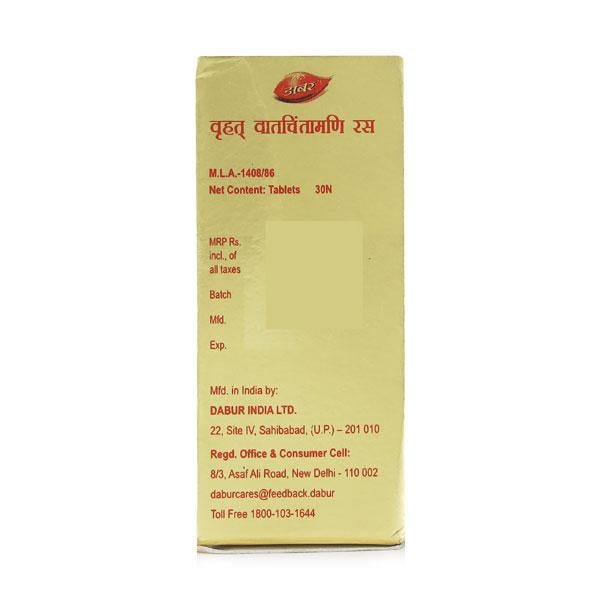 डाबर
वृहत् वातचिंतामणि रस
M.L.A.-1408/86
Net Content: Tablets 30N
MRP Rs.
incl., of
all taxes
Batch
Mfd.
Exp.
Mfd. in India by:
DABUR INDIA LTD.
22, Site IV, Sahibabad, (U.P.) – 201 010
Regd. Office & Consumer Cell:
8/3, Asaf Ali Road, New Delhi - 110 002
daburcares@feedback.dabur
Toll Free 1800-103-1644